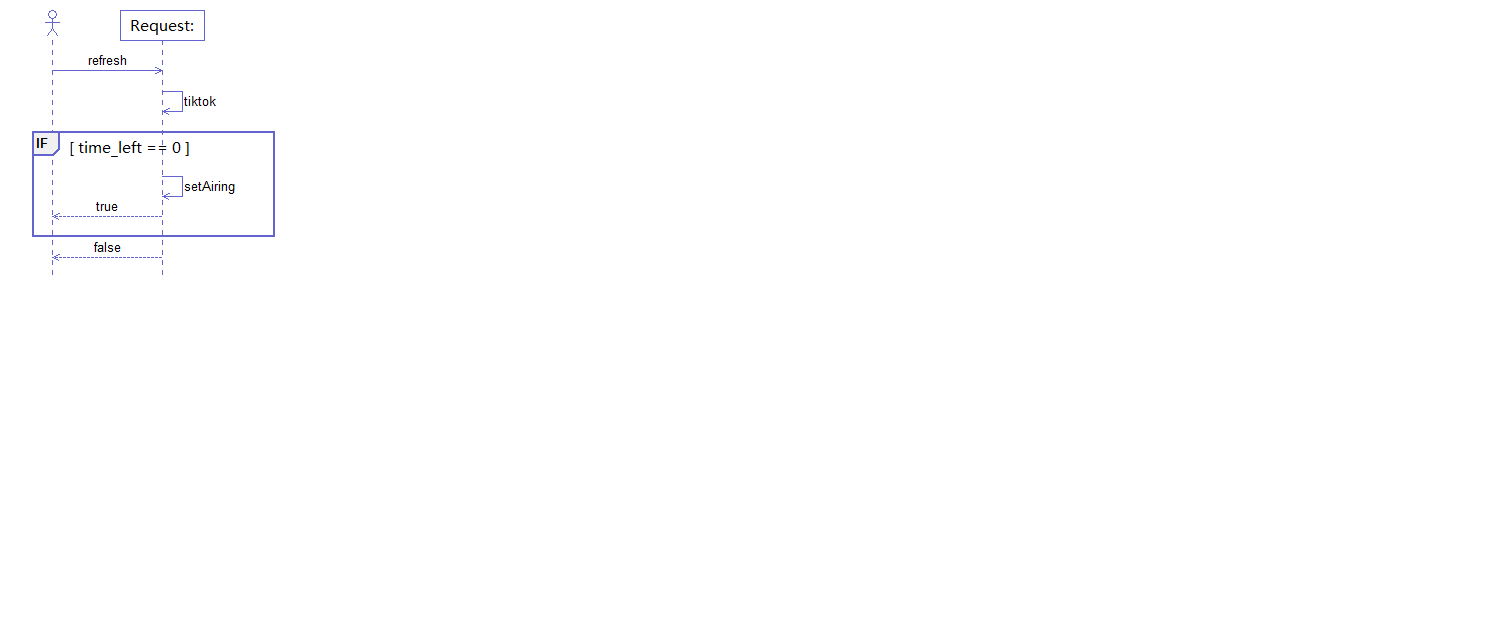 Request:
refresh
tiktok
IF
[ time_left == 0 ]
setAiring
true
false